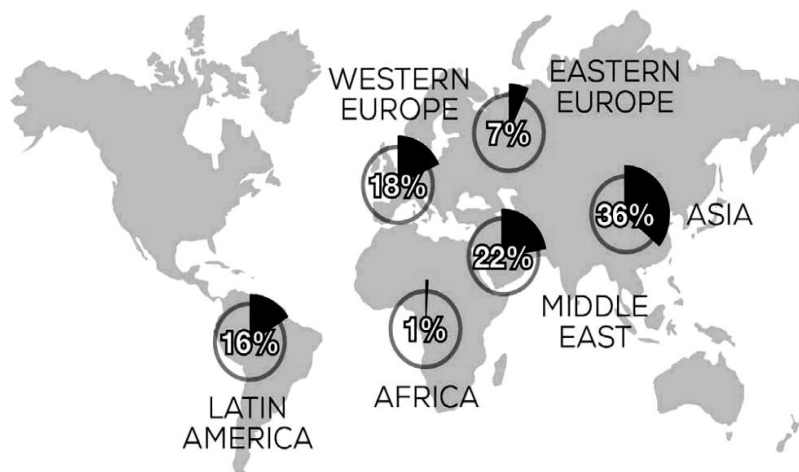 WESTERN
EUROPE
18%
EASTERN
EUROPE
7%
36%
ASIA
22%
MIDDLE
EAST
1%
AFRICA
16%
LATIN
AMERICA